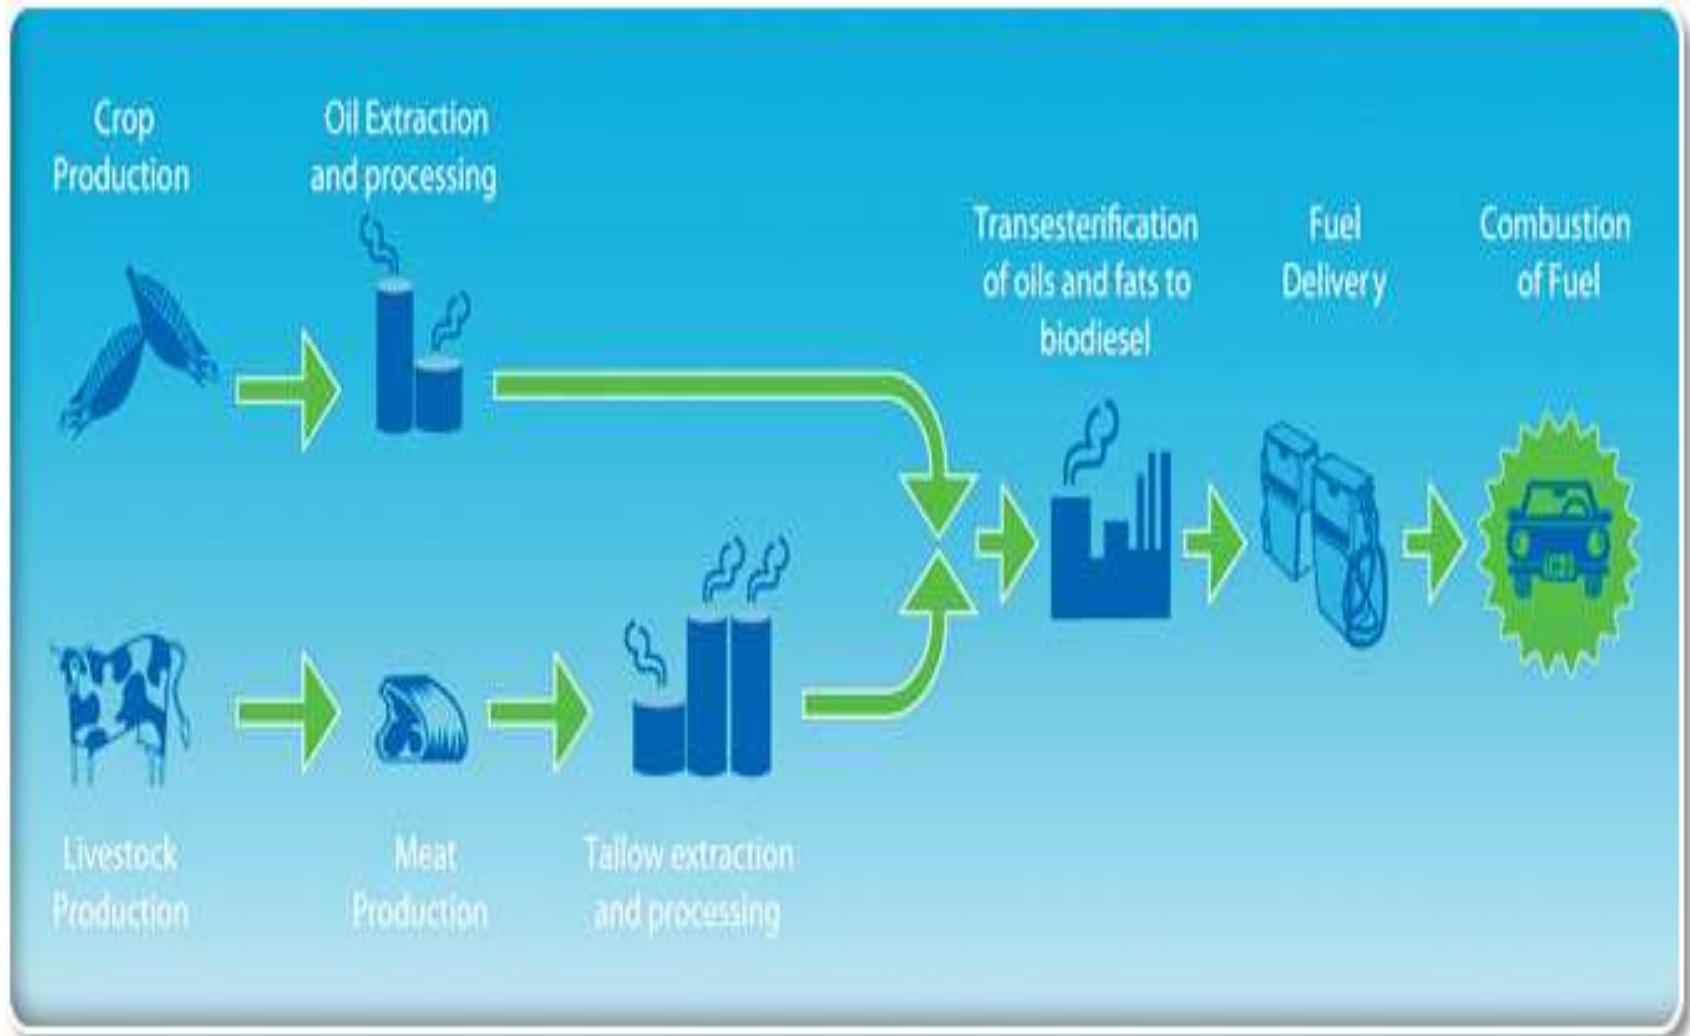 Crop
Production
Oil Extraction
and processing
Transesterification
of oils and fats to
biodiesel
Fuel
Delivery
Combustion
of Fuel
Livestock
Production
Meat
Production
Tallow extraction
and processing